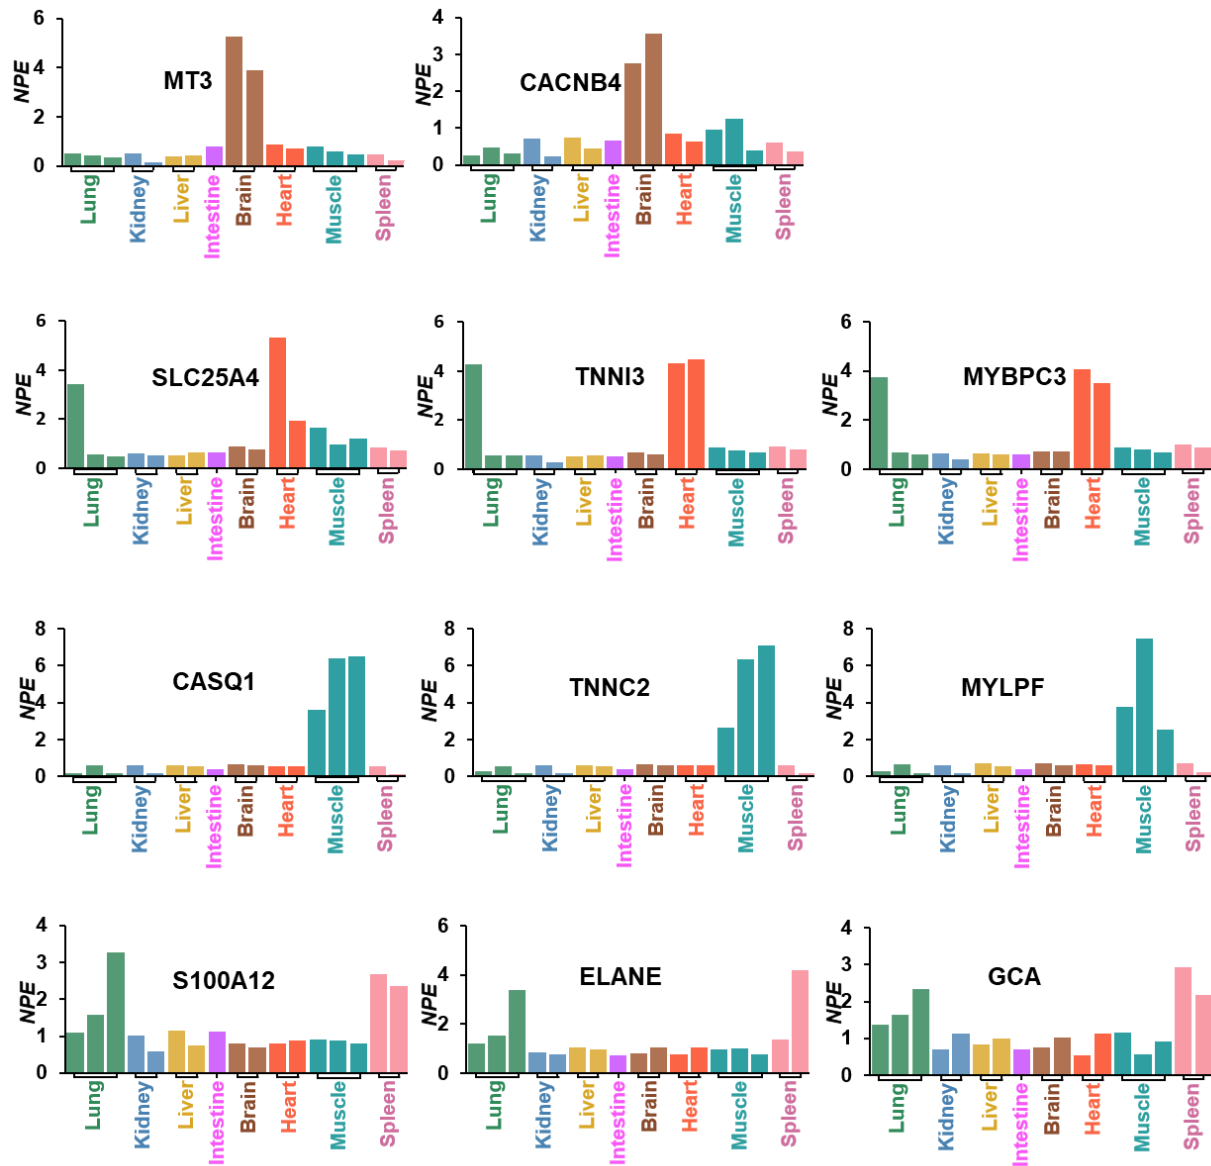 MT3
NPE
6
4
2
0
Lung
Kidney
Liver
Intestine
Brain
Heart
Muscle
Spleen
CACNB4
NPE
4
3
2
1
0
Lung
Kidney
Liver
Intestine
Brain
Heart
Muscle
Spleen
SLC25A4
NPE
6
4
2
0
Lung
Kidney
Liver
Intestine
Brain
Heart
Muscle
Spleen
TNNI3
NPE
6
4
2
0
Lung
Kidney
Liver
Intestine
Brain
Heart
Muscle
Spleen
MYBPC3
NPE
6
4
2
0
Lung
Kidney
Liver
Intestine
Brain
Heart
Muscle
Spleen
CASQ1
NPE
8
6
4
2
0
Lung
Kidney
Liver
Intestine
Brain
Heart
Muscle
Spleen
TNNC2
NPE
8
6
4
2
0
Lung
Kidney
Liver
Intestine
Brain
Heart
Muscle
Spleen
MYLPF
NPE
8
6
4
2
0
Lung
Kidney
Liver
Intestine
Brain
Heart
Muscle
Spleen
S100A12
NPE
4
3
2
1
0
Lung
Kidney
Liver
Intestine
Brain
Heart
Muscle
Spleen
ELANE
NPE
6
4
2
0
Lung
Kidney
Liver
Intestine
Brain
Heart
Muscle
Spleen
GCA
NPE
4
3
2
1
0
Lung
Kidney
Liver
Intestine
Brain
Heart
Muscle
Spleen